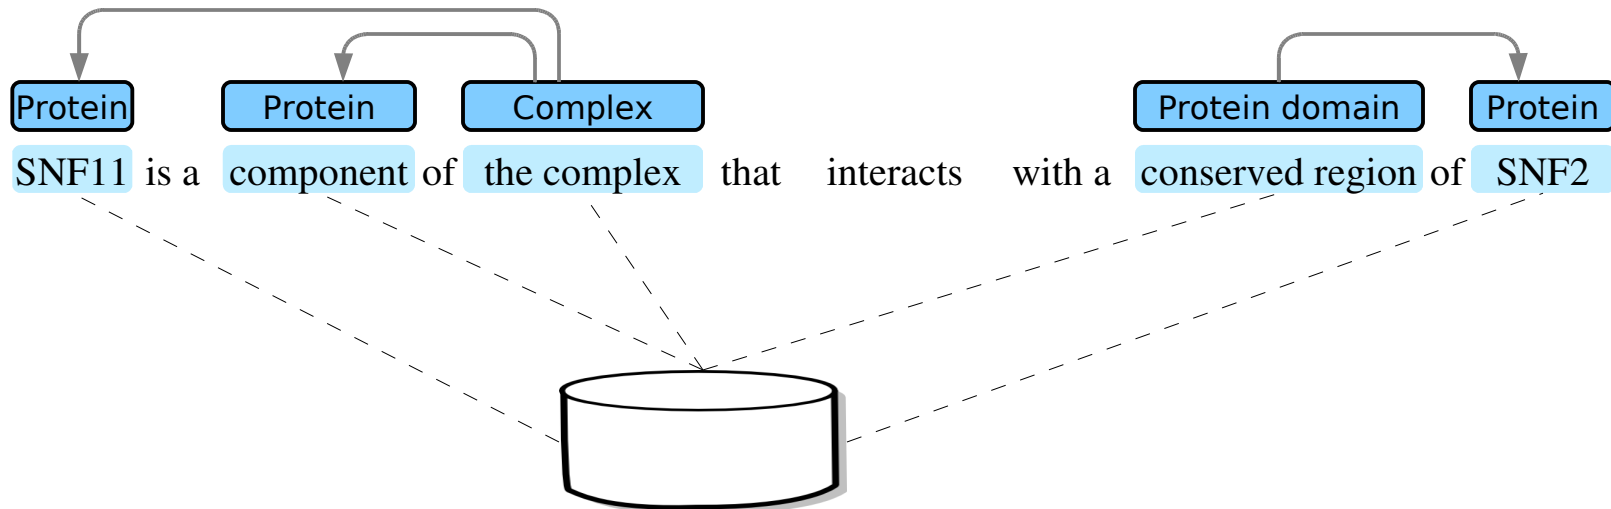 Protein Protein Complex Protein domain Protein
SNF11 is a component of the complex that interacts with a conserved region of SNF2